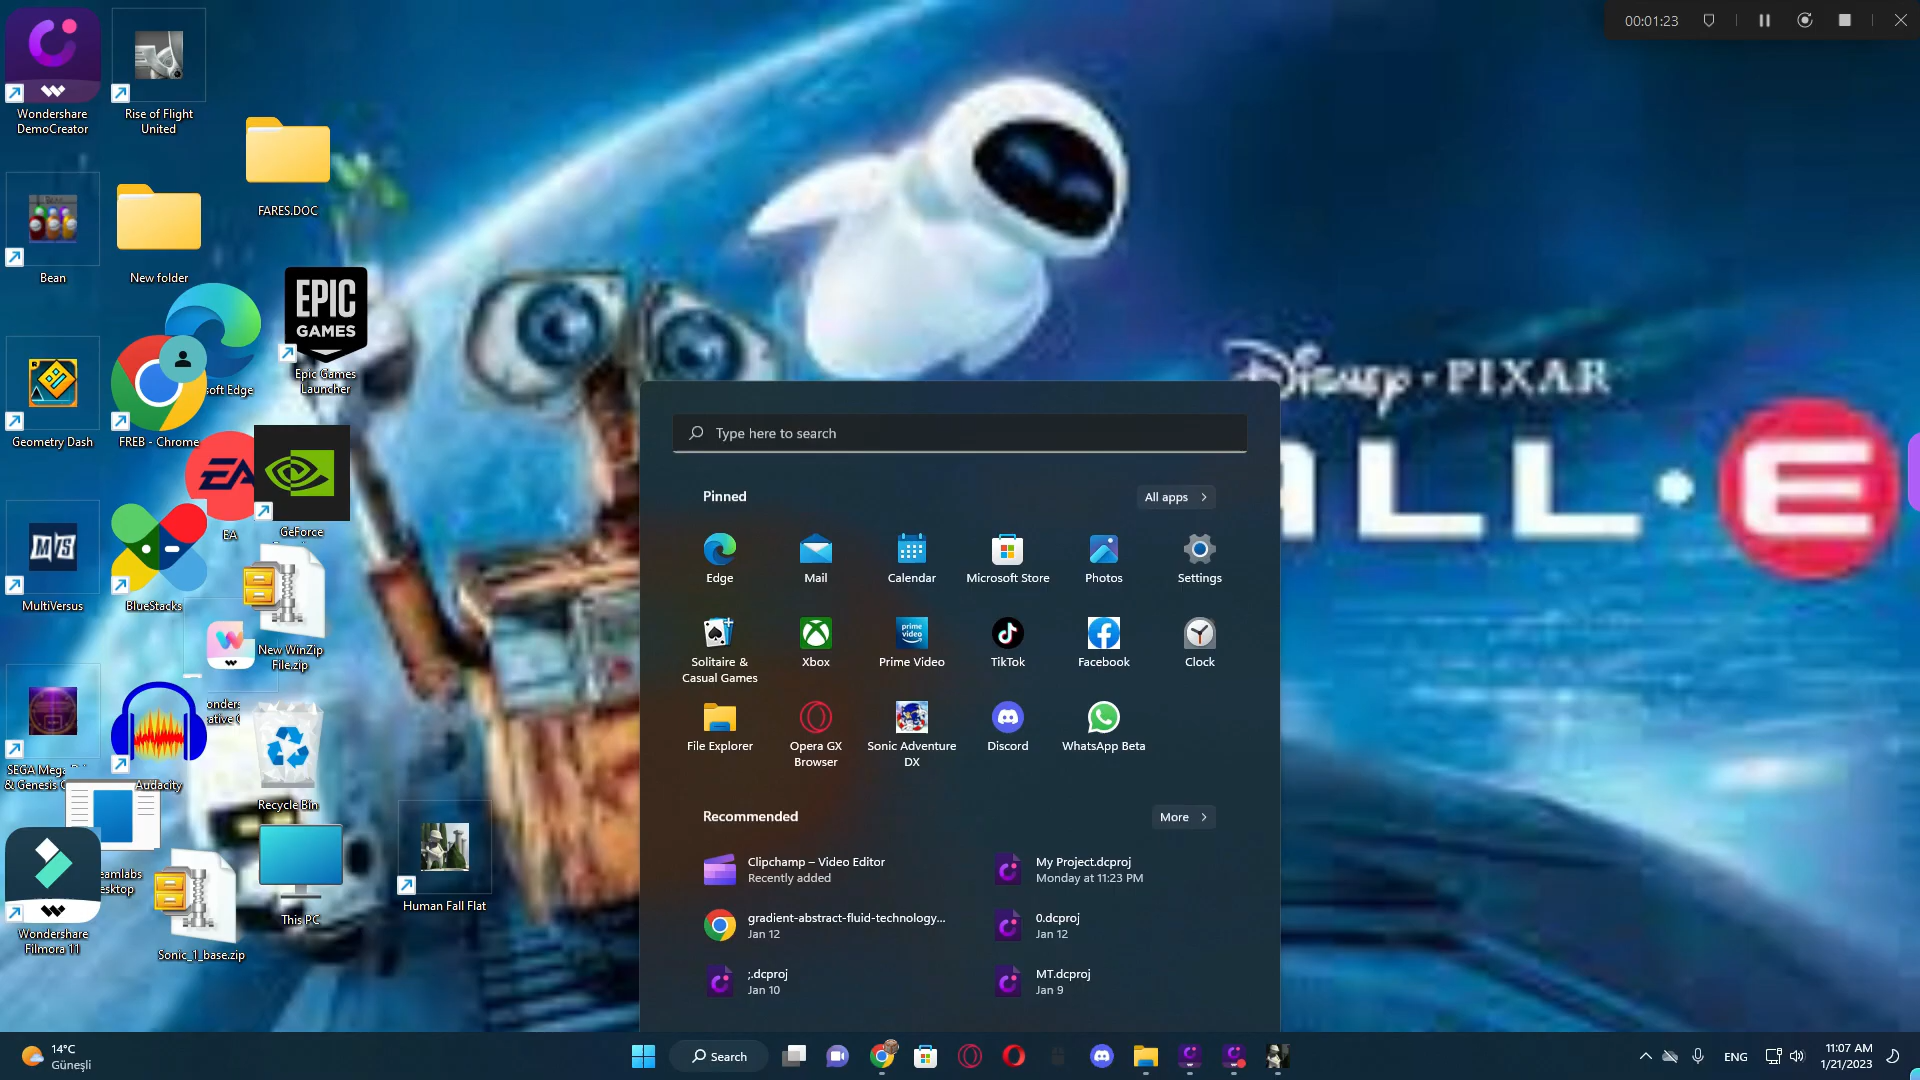 00:01:23
Wondershare
DemoCreator
Rise of Flight
United
FARES.DOC
Bean
New folder
EPIC
GAMES
Epic Games
Launcher
soft Edge
Geometry Dash
FREB - Chrome
EA
EA
GeForce
MultiVersus
BlueStacks
New WinZip
File.zip
SEGA Mega
& Genesis
Audacity
Recycle Bin
This PC
Human Fall Flat
Wondershare
Filmora 11
Sonic_1_base.zip
Disney · PIXAR
ALL·E
Type here to search
Pinned
All apps
Edge
Mail
Calendar
Microsoft Store
Photos
Settings
Solitaire &
Casual Games
Xbox
prime
video
Prime Video
TikTok
Facebook
Clock
File Explorer
Opera GX
Browser
Sonic Adventure
DX
Discord
WhatsApp Beta
Recommended
More
Clipchamp – Video Editor
Recently added
My Project.dcproj
Monday at 11:23 PM
gradient-abstract-fluid-technology...
Jan 12
0.dcproj
Jan 12
;.dcproj
Jan 10
MT.dcproj
Jan 9
14°C
Güneşli
Search
ENG
11:07 AM
1/21/2023